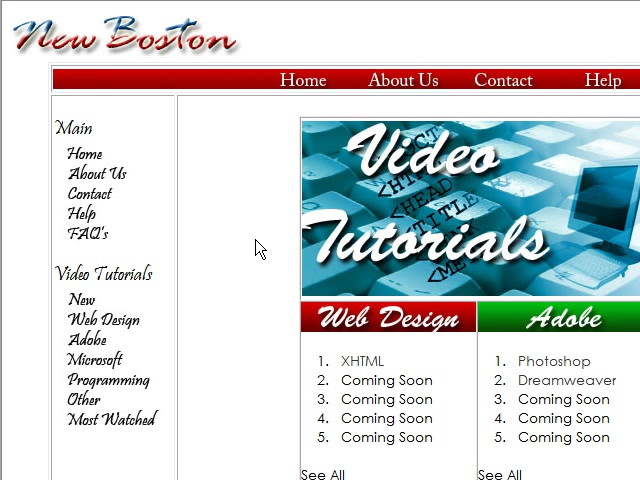 New Boston
Home About Us Contact Help
Main
Home
About Us
Contact
Help
FAQ's
Video Tutorials
New
Web Design
Adobe
Microsoft
Programming
Other
Most Watched
Video
Tutorials
<HEAD
TITLE
<ME
Web Design
1. XHTML
2. Coming Soon
3. Coming Soon
4. Coming Soon
5. Coming Soon
See All
Adobe
1. Photoshop
2. Dreamweaver
3. Coming Soon
4. Coming Soon
5. Coming Soon
See All